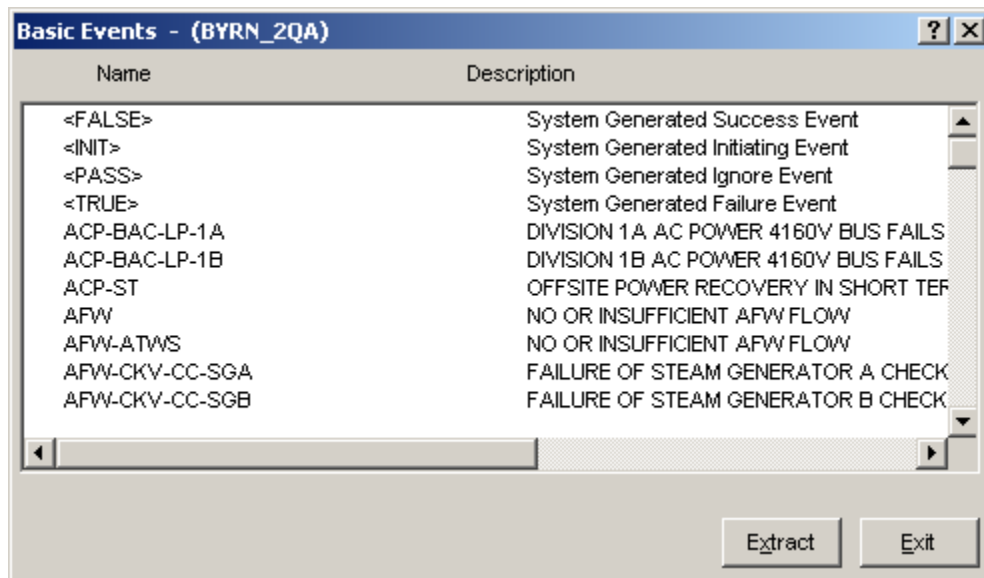 Basic Events - (BYRN_2QA)
Name Description
<FALSE> System Generated Success Event
<INIT> System Generated Initiating Event
<PASS> System Generated Ignore Event
<TRUE> System Generated Failure Event
ACP-BAC-LP-1A DIVISION 1A AC POWER 4160V BUS FAILS
ACP-BAC-LP-1B DIVISION 1B AC POWER 4160V BUS FAILS
ACP-ST OFFSITE POWER RECOVERY IN SHORT TER
AFW NO OR INSUFFICIENT AFW FLOW
AFW-ATWS NO OR INSUFFICIENT AFW FLOW
AFW-CKV-CC-SGA FAILURE OF STEAM GENERATOR A CHECK
AFW-CKV-CC-SGB FAILURE OF STEAM GENERATOR B CHECK
Extract Exit